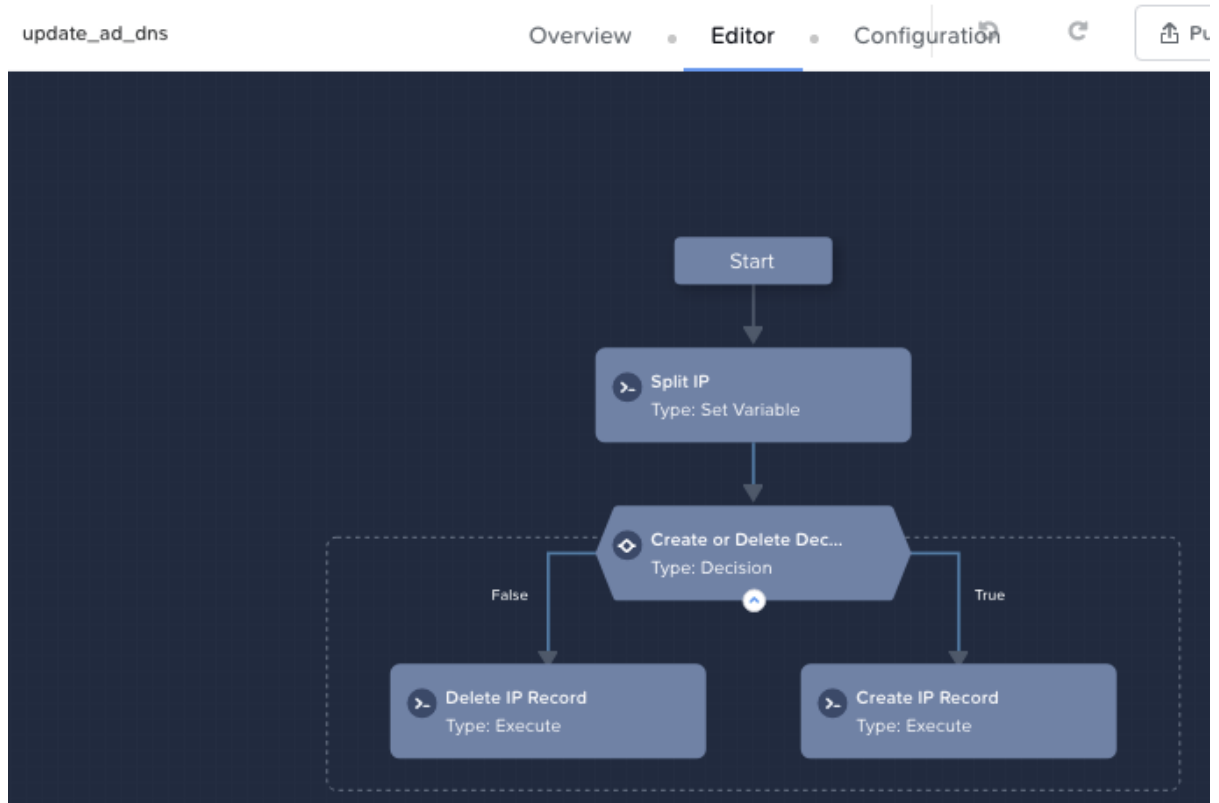 update_ad_dns
Overview
Editor
Configuration
Pu
Start
Split IP
Type: Set Variable
Create or Delete Dec...
Type: Decision
False
True
Delete IP Record
Type: Execute
Create IP Record
Type: Execute